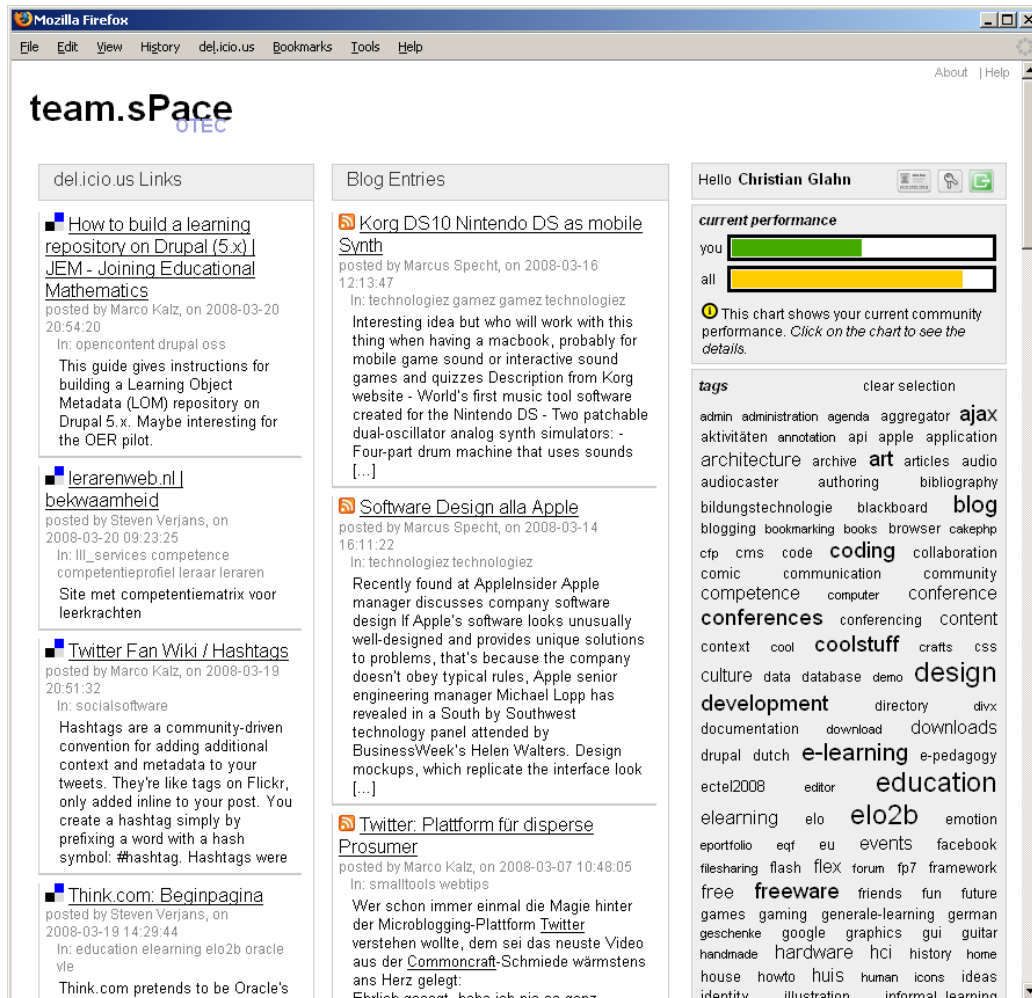 Mozilla Firefox
File Edit View History del.icio.us Bookmarks Tools Help
About | Help
team.sPace
OTEC
del.icio.us Links
How to build a learning
repository on Drupal (5.x) |
JEM - Joining Educational
Mathematics
posted by Marco Kalz, on 2008-03-20
20:54:20
In: opencontent drupal oss
This guide gives instructions for
building a Learning Object
Metadata (LOM) repository on
Drupal 5.x. Maybe interesting for
the OER pilot.
lerarenweb.nl |
bekwaamheid
posted by Steven Verjans, on
2008-03-20 09:23:25
In: lll_services competence
competentieprofiel leraar leraren
Site met competentiematrix voor
leerkrachten
Twitter Fan Wiki / Hashtags
posted by Marco Kalz, on 2008-03-19
20:51:32
In: socialsoftware
Hashtags are a community-driven
convention for adding additional
context and metadata to your
tweets. They're like tags on Flickr,
only added inline to your post. You
create a hashtag simply by
prefixing a word with a hash
symbol: #hashtag. Hashtags were
Think.com: Beginpagina
posted by Steven Verjans, on
2008-03-19 14:29:44
In: education elearning elo2b oracle
vle
Think.com pretends to be Oracle's
Blog Entries
Korg DS10 Nintendo DS as mobile
Synth
posted by Marcus Specht, on 2008-03-16
12:13:47
In: technologiez gamez gamez technologiez
Interesting idea but who will work with this
thing when having a macbook, probably for
mobile game sound or interactive sound
games and quizzes Description from Korg
website - World's first music tool software
created for the Nintendo DS - Two patchable
dual-oscillator analog synth simulators: -
Four-part drum machine that uses sounds
[...]
Software Design alla Apple
posted by Marcus Specht, on 2008-03-14
16:11:22
In: technologiez technologiez
Recently found at AppleInsider Apple
manager discusses company software
design If Apple's software looks unusually
well-designed and provides unique solutions
to problems, that's because the company
doesn't obey typical rules, Apple senior
engineering manager Michael Lopp has
revealed in a South by Southwest
technology panel attended by
BusinessWeek's Helen Walters. Design
mockups, which replicate the interface look
[...]
Twitter: Plattform für disperse
Prosumer
posted by Marco Kalz, on 2008-03-07 10:48:05
In: smalltools webtips
Wer schon immer einmal die Magie hinter
der Microblogging-Plattform Twitter
verstehen wollte, dem sei das neuste Video
aus der Commoncraft-Schmiede wärmstens
ans Herz gelegt:
Ehrlich gesagt, habe ich nie so ganz
Hello Christian Glahn
current performance
you
all
This chart shows your current community
performance. Click on the chart to see the
details.
tags clear selection
admin administration agenda aggregator ajax
aktivitäten annotation api apple application
architecture archive art articles audio
audiocaster authoring bibliography
bildungstechnologie blackboard blog
blogging bookmarking books browser cakephp
cfp cms code coding collaboration
comic communication community
competence computer conference
conferences conferencing content
context cool coolstuff crafts css
culture data database demo design
development directory divx
documentation download downloads
drupal dutch e-learning e-pedagogy
ectel2008 editor education
elearning elo elo2b emotion
eportfolio eqf eu events facebook
filesharing flash flex forum fp7 framework
free freeware friends fun future
games gaming generale-learning german
geschenke google graphics gui guitar
handmade hardware hci history home
house howto huis human icons ideas
identity illustration informal learning